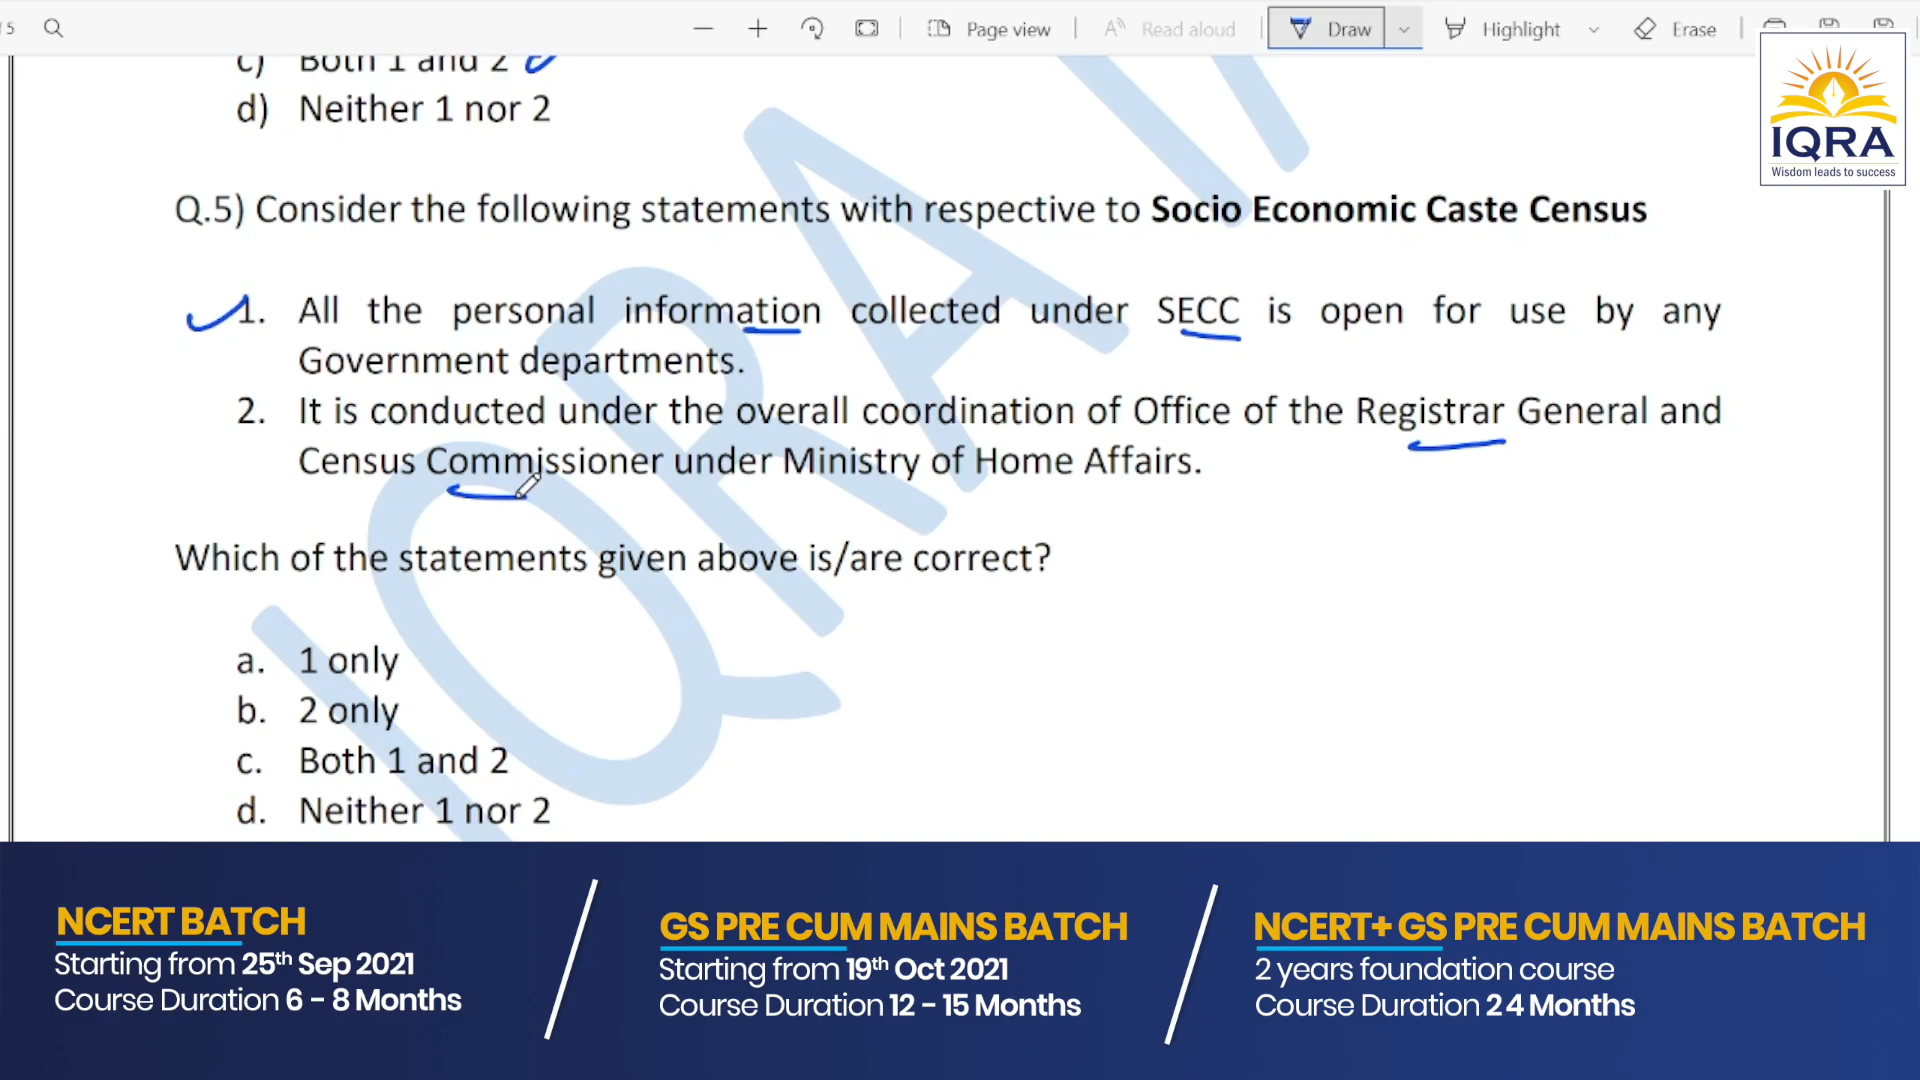 15
Page view
Read aloud
Draw
Highlight
Erase
IQRA
Wisdom leads to success
c) Both 1 and 2
d) Neither 1 nor 2
Q.5) Consider the following statements with respective to Socio Economic Caste Census
1. All the personal information collected under SECC is open for use by any
Government departments.
2. It is conducted under the overall coordination of Office of the Registrar General and
Census Commissioner under Ministry of Home Affairs.
Which of the statements given above is/are correct?
a. 1 only
b. 2 only
c. Both 1 and 2
d. Neither 1 nor 2
NCERT BATCH
Starting from 25th Sep 2021
Course Duration 6 – 8 Months
GS PRE CUM MAINS BATCH
Starting from 19th Oct 2021
Course Duration 12 – 15 Months
NCERT+ GS PRE CUM MAINS BATCH
2 years foundation course
Course Duration 24 Months